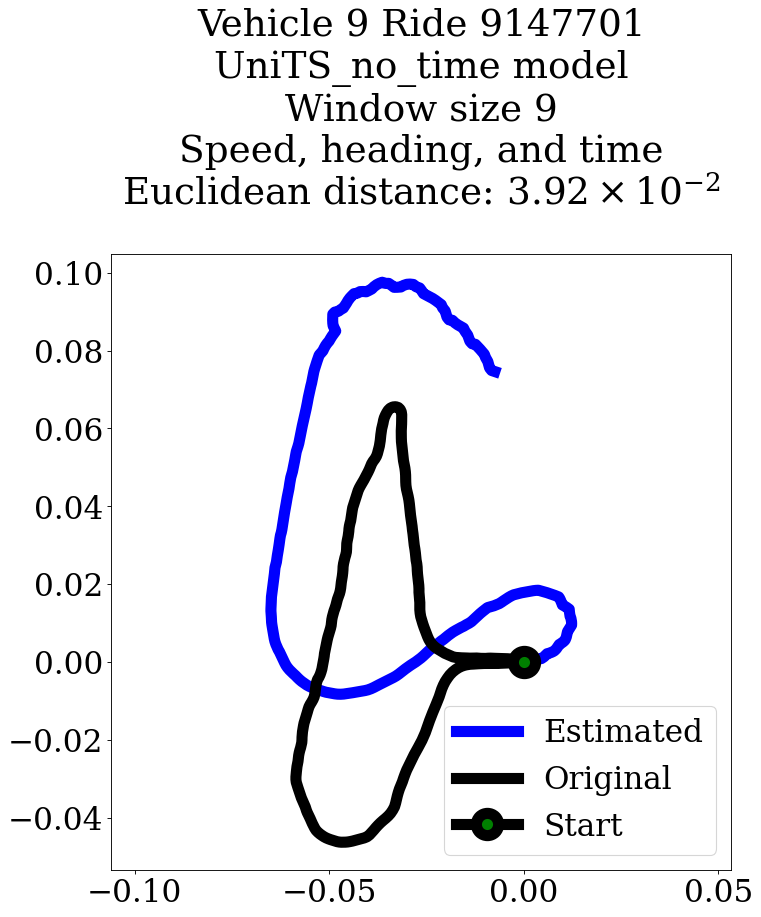 Vehicle 9 Ride 9147701
UniTS_no_time model
Window size 9
Speed, heading, and time
Euclidean distance: 3.92 × 10⁻²
0.10
0.08
0.06
0.04
0.02
0.00
−0.02
−0.04
Estimated
Original
Start
−0.10
−0.05
0.00
0.05